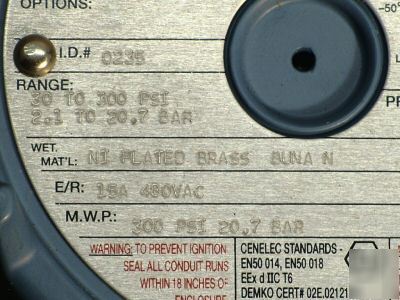 OPTIONS:
-50°
I.D.# 0235
RANGE:
30 TO 300 PSI
2.1 TO 20.7 BAR
WET.
MAT'L: NI PLATED BRASS BUNA N
E/R: 15A 480VAC
M.W.P.: 300 PSI 20.7 BAR
WARNING: TO PREVENT IGNITION
SEAL ALL CONDUIT RUNS
WITHIN 18 INCHES OF
ENCLOSURE
CENELEC STANDARDS -
EN50 014, EN50 018
EEx d IIC T6
DEMKO CERT# 02E.02121